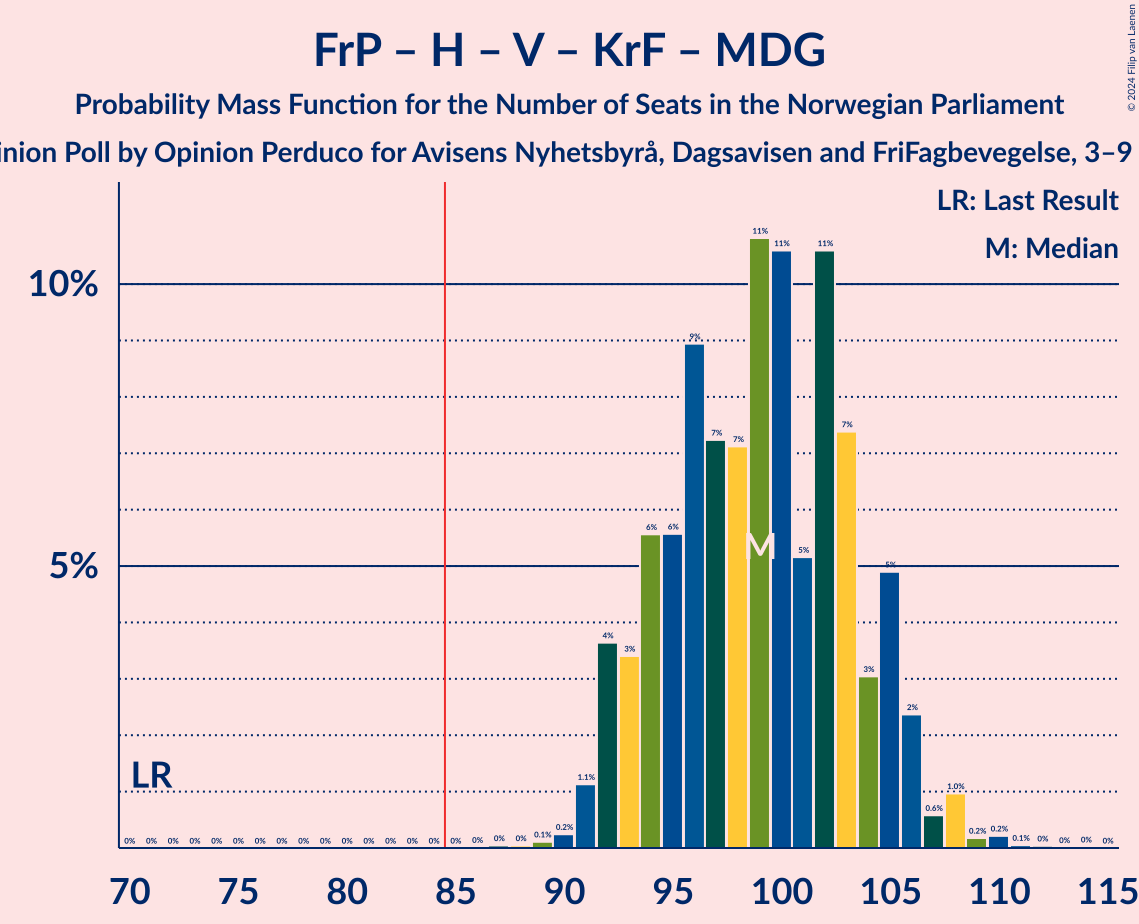 FrP – H – V – KrF – MDG
© 2024 Filip van Laenen
Probability Mass Function for the Number of Seats in the Norwegian Parliament
inion Poll by Opinion Perduco for Avisens Nyhetsbyrå, Dagsavisen and FriFagbevegelse, 3–9
LR: Last Result
M: Median
10%
5%
LR
M
0% 0% 0% 0% 0% 0% 0% 0% 0% 0% 0% 0% 0% 0% 0% 0% 0% 0% 0% 0.1% 0.2% 1.1% 4% 3% 6% 6% 9% 7% 7% 11% 11% 5% 11% 7% 3% 5% 2% 0.6% 1.0% 0.2% 0.2% 0.1% 0% 0% 0% 0%
70 75 80 85 90 95 100 105 110 115